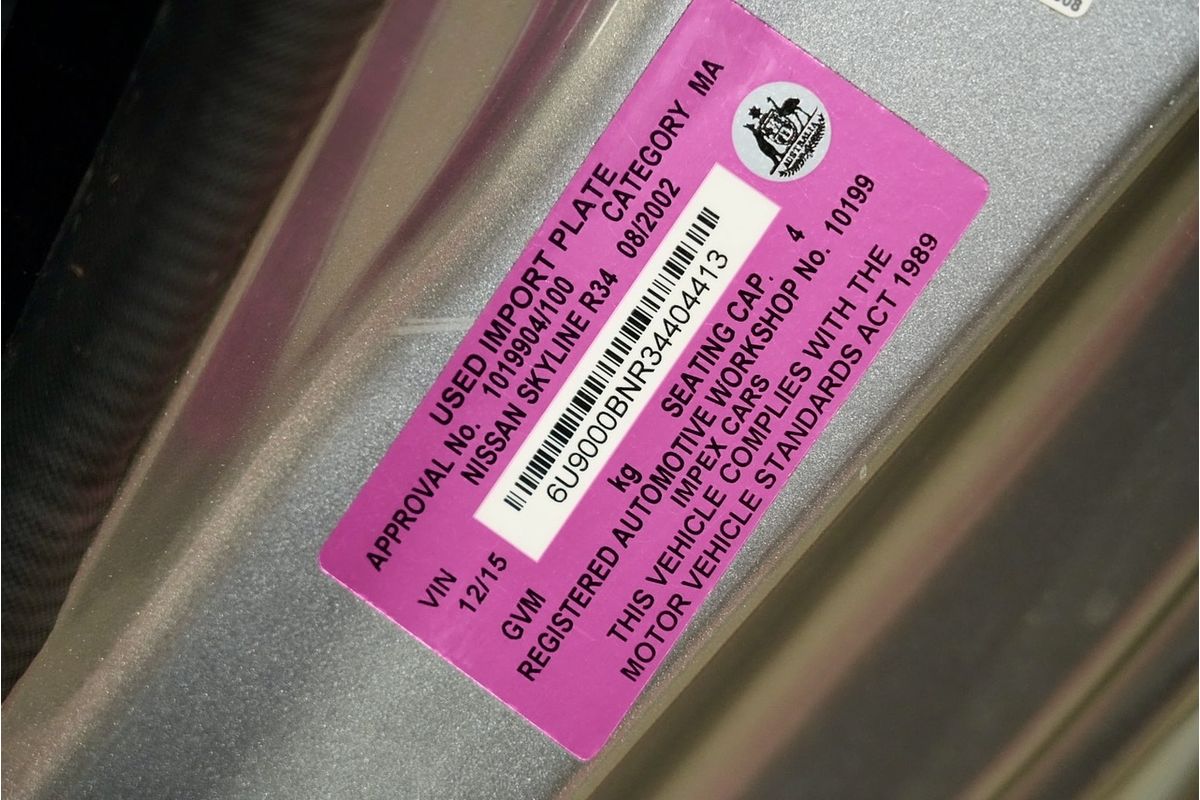 USED IMPORT PLATE
APPROVAL No. 1019904/100 CATEGORY MA
NISSAN SKYLINE R34 08/2002
VIN 6U9000BNR34404413
12/15
GVM kg SEATING CAP. 4
REGISTERED AUTOMOTIVE WORKSHOP No. 10199
IMPEX CARS
THIS VEHICLE COMPLIES WITH THE
MOTOR VEHICLE STANDARDS ACT 1989
AUSTRALIA